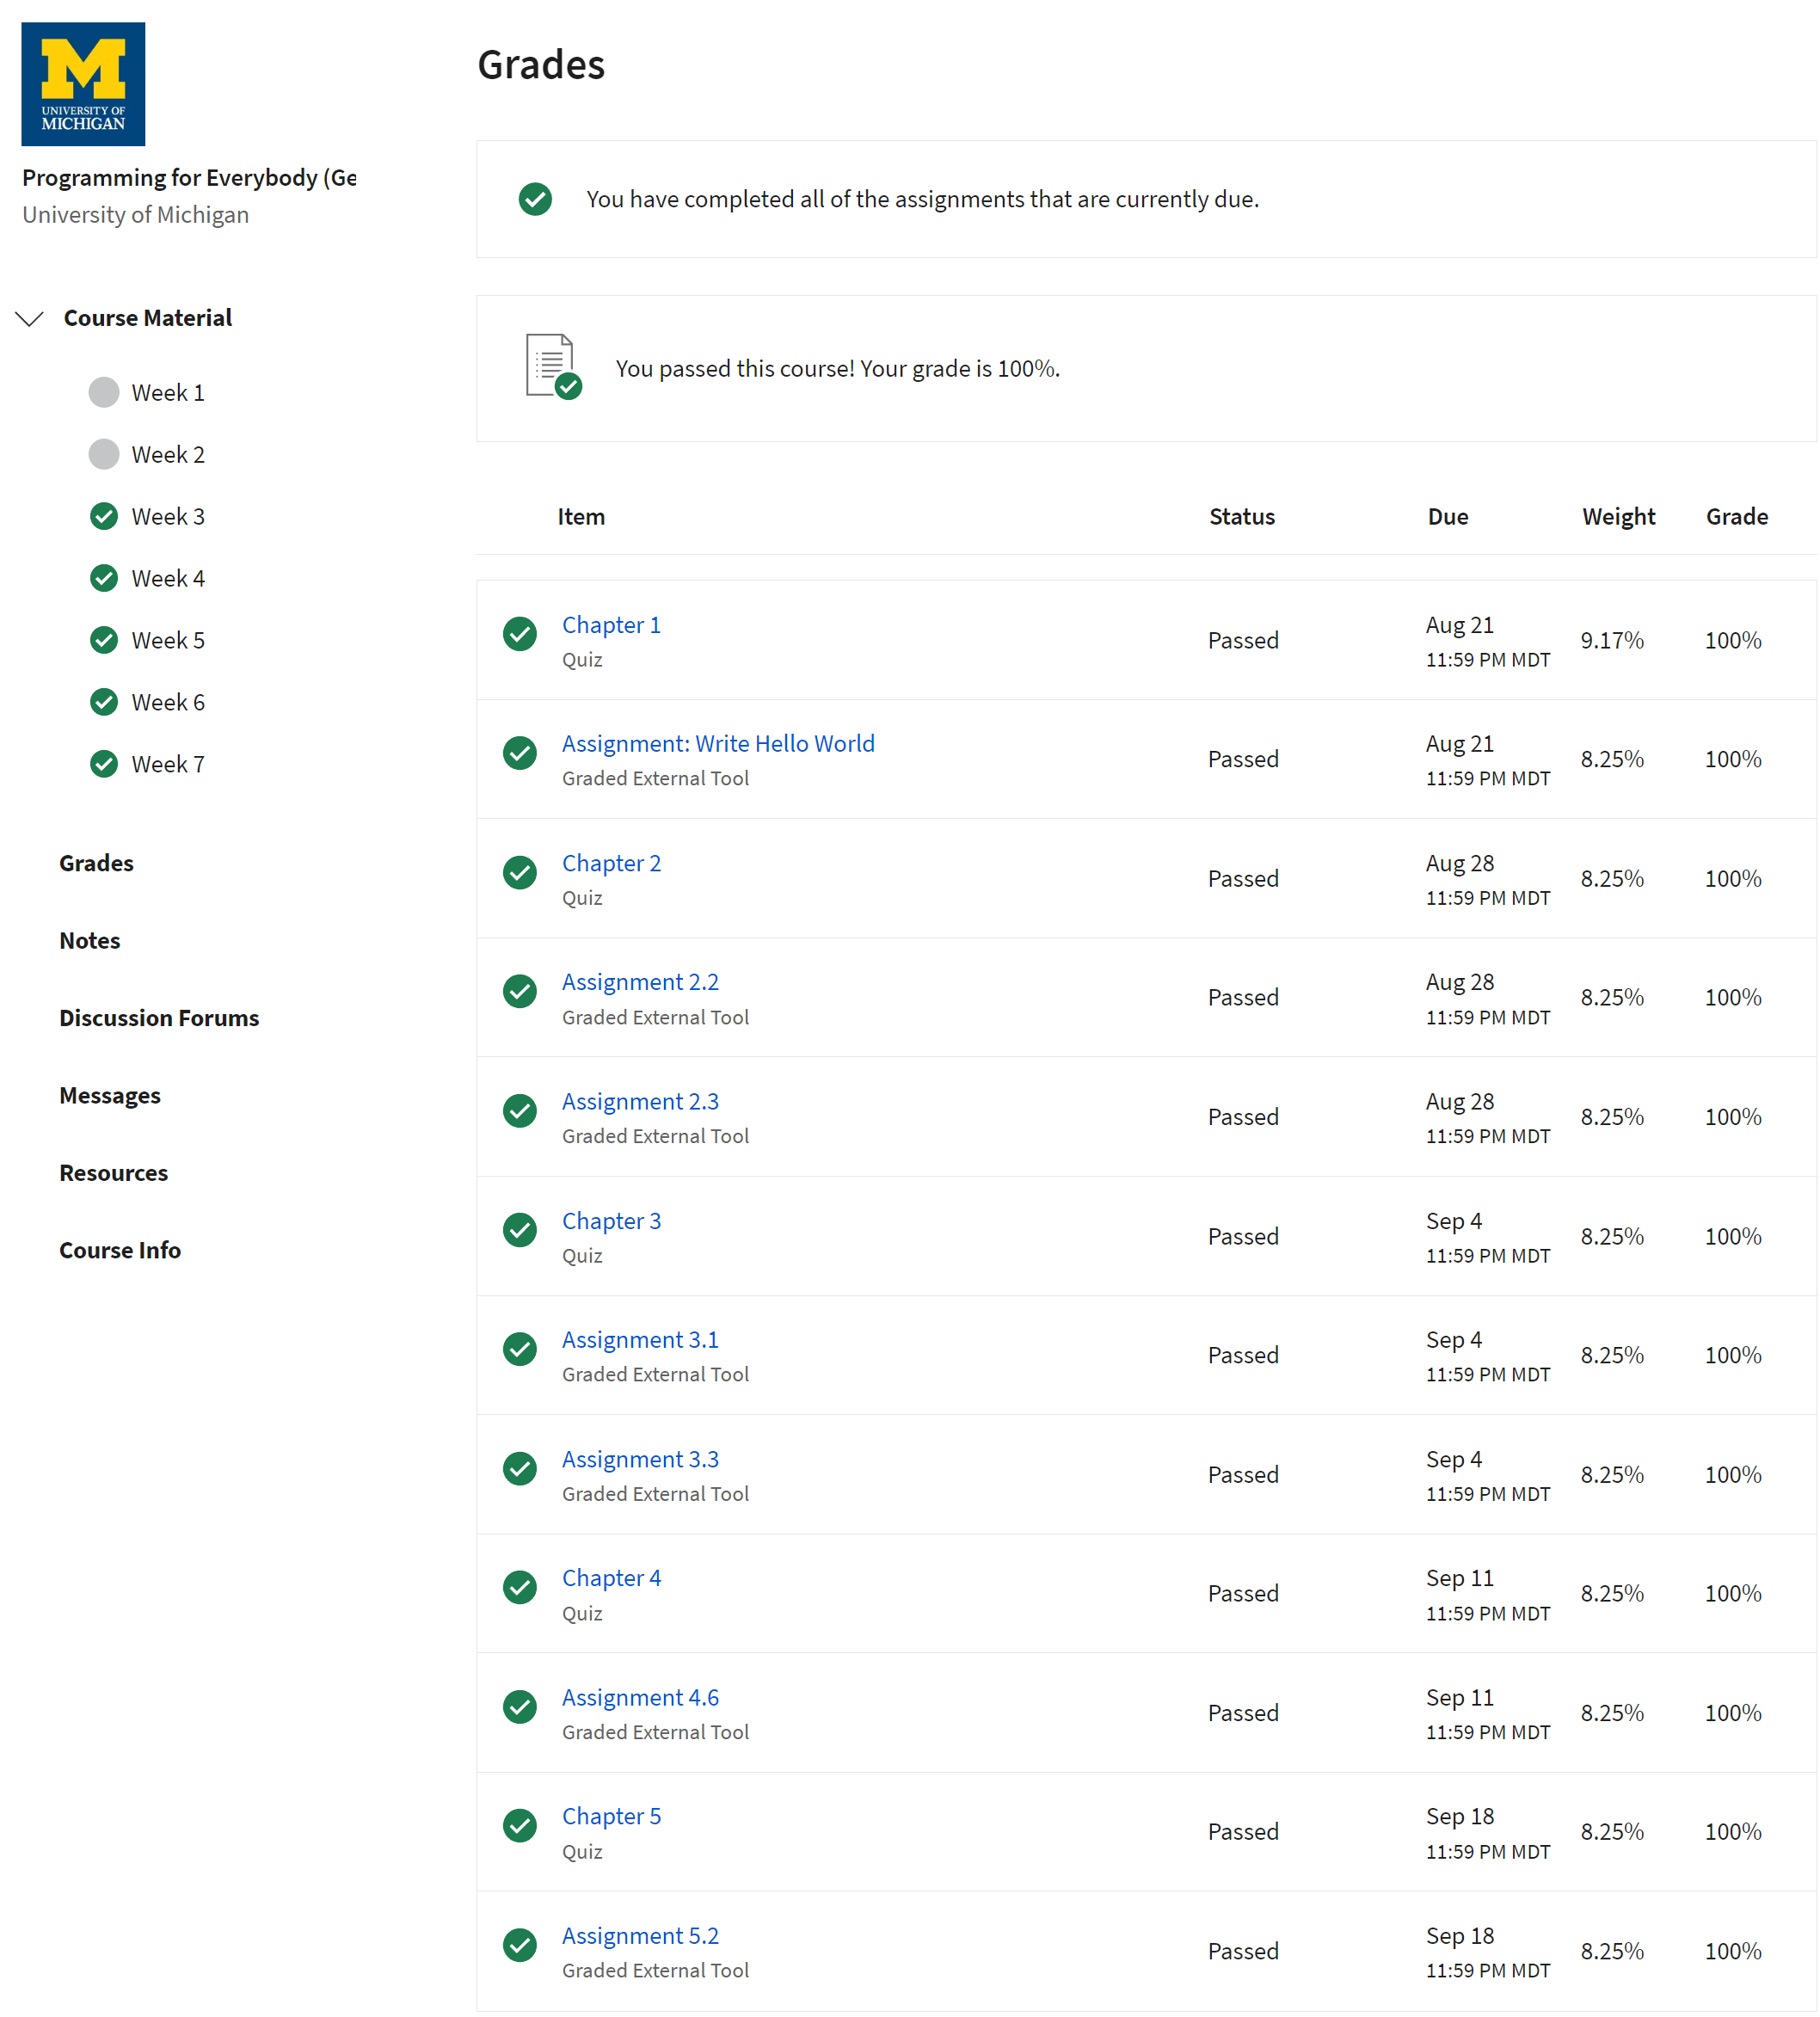 M
UNIVERSITY OF
MICHIGAN
Programming for Everybody (Ge
University of Michigan
Course Material
Week 1
Week 2
Week 3
Week 4
Week 5
Week 6
Week 7
Grades
Notes
Discussion Forums
Messages
Resources
Course Info
Grades
You have completed all of the assignments that are currently due.
You passed this course! Your grade is 100%.
Item Status Due Weight Grade
Chapter 1
Quiz
Passed
Aug 21
11:59 PM MDT
9.17%
100%
Assignment: Write Hello World
Graded External Tool
Passed
Aug 21
11:59 PM MDT
8.25%
100%
Chapter 2
Quiz
Passed
Aug 28
11:59 PM MDT
8.25%
100%
Assignment 2.2
Graded External Tool
Passed
Aug 28
11:59 PM MDT
8.25%
100%
Assignment 2.3
Graded External Tool
Passed
Aug 28
11:59 PM MDT
8.25%
100%
Chapter 3
Quiz
Passed
Sep 4
11:59 PM MDT
8.25%
100%
Assignment 3.1
Graded External Tool
Passed
Sep 4
11:59 PM MDT
8.25%
100%
Assignment 3.3
Graded External Tool
Passed
Sep 4
11:59 PM MDT
8.25%
100%
Chapter 4
Quiz
Passed
Sep 11
11:59 PM MDT
8.25%
100%
Assignment 4.6
Graded External Tool
Passed
Sep 11
11:59 PM MDT
8.25%
100%
Chapter 5
Quiz
Passed
Sep 18
11:59 PM MDT
8.25%
100%
Assignment 5.2
Graded External Tool
Passed
Sep 18
11:59 PM MDT
8.25%
100%